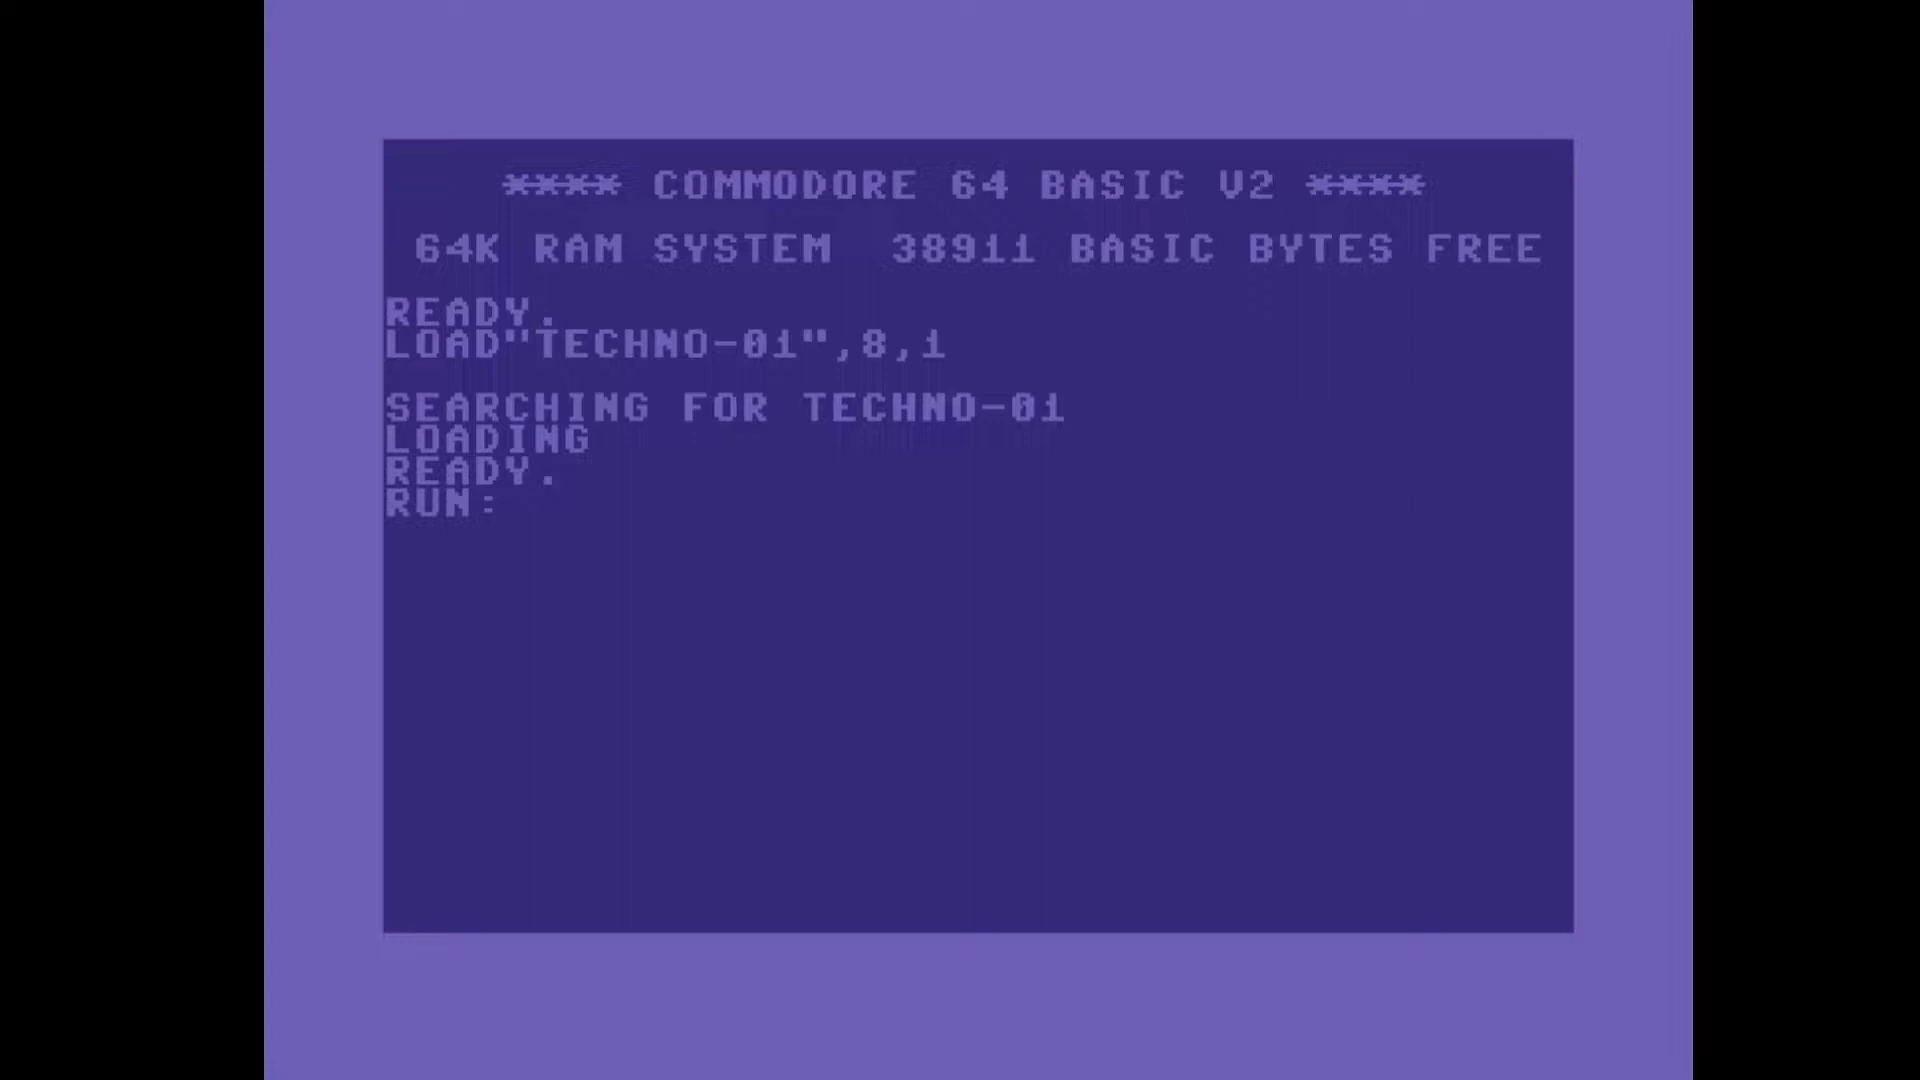 **** COMMODORE 64 BASIC V2 ****
64K RAM SYSTEM  38911 BASIC BYTES FREE
READY.
LOAD"TECHNO-01",8,1
SEARCHING FOR TECHNO-01
LOADING
READY.
RUN: